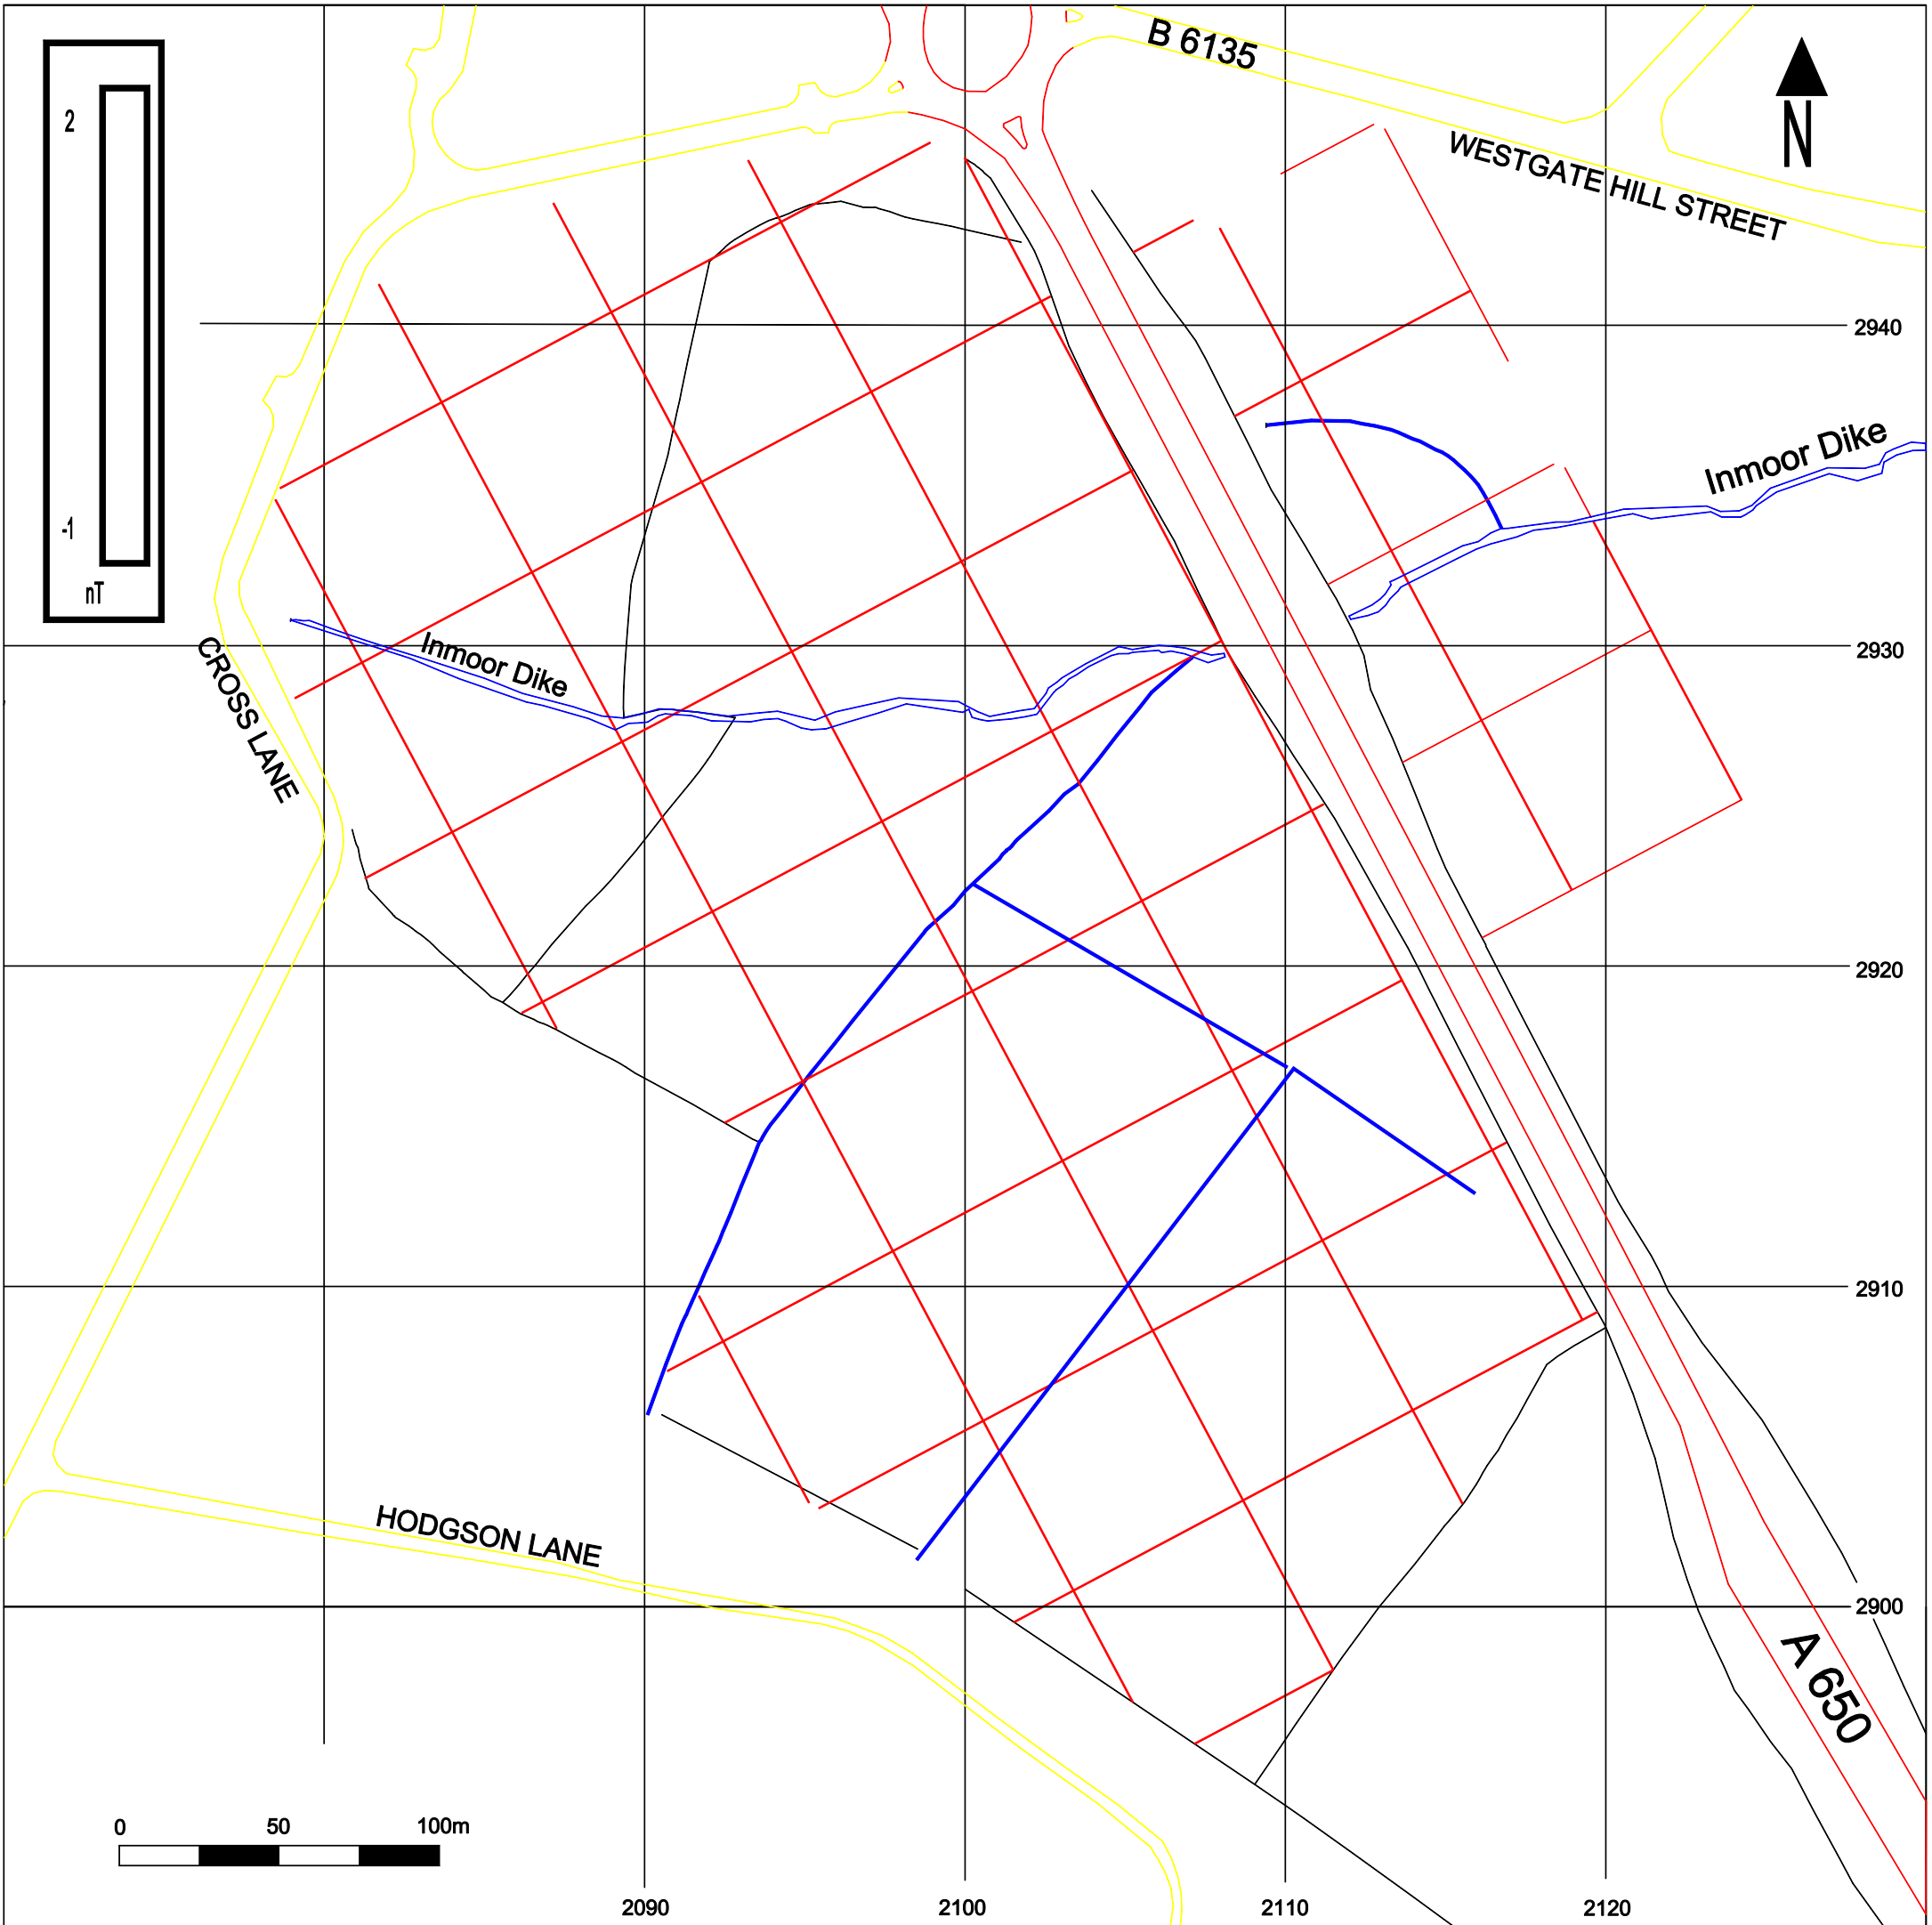 B 6135
2
N
WESTGATE HILL STREET
2940
Inmoor Dike
-1
nT
CROSS LANE
Inmoor Dike
2930
2920
2910
HODGSON LANE
2900
A 650
0 50 100m
2090 2100 2110 2120